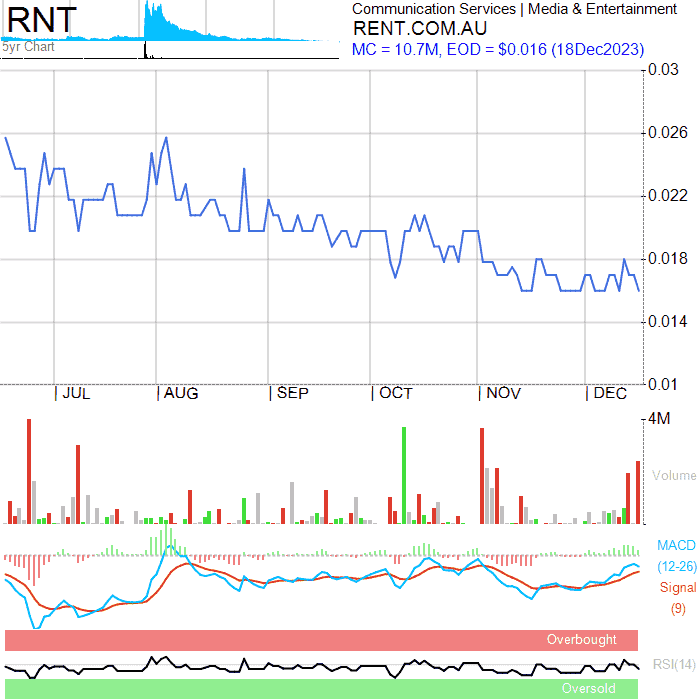 RNT
5yr Chart
Communication Services | Media & Entertainment
RENT.COM.AU
MC = 10.7M, EOD = $0.016 (18Dec2023)
0.03
0.026
0.022
0.018
0.014
0.01
| JUL | AUG | SEP | OCT | NOV | DEC
4M
Volume
MACD
(12-26)
Signal
(9)
Overbought
RSI(14)
Oversold